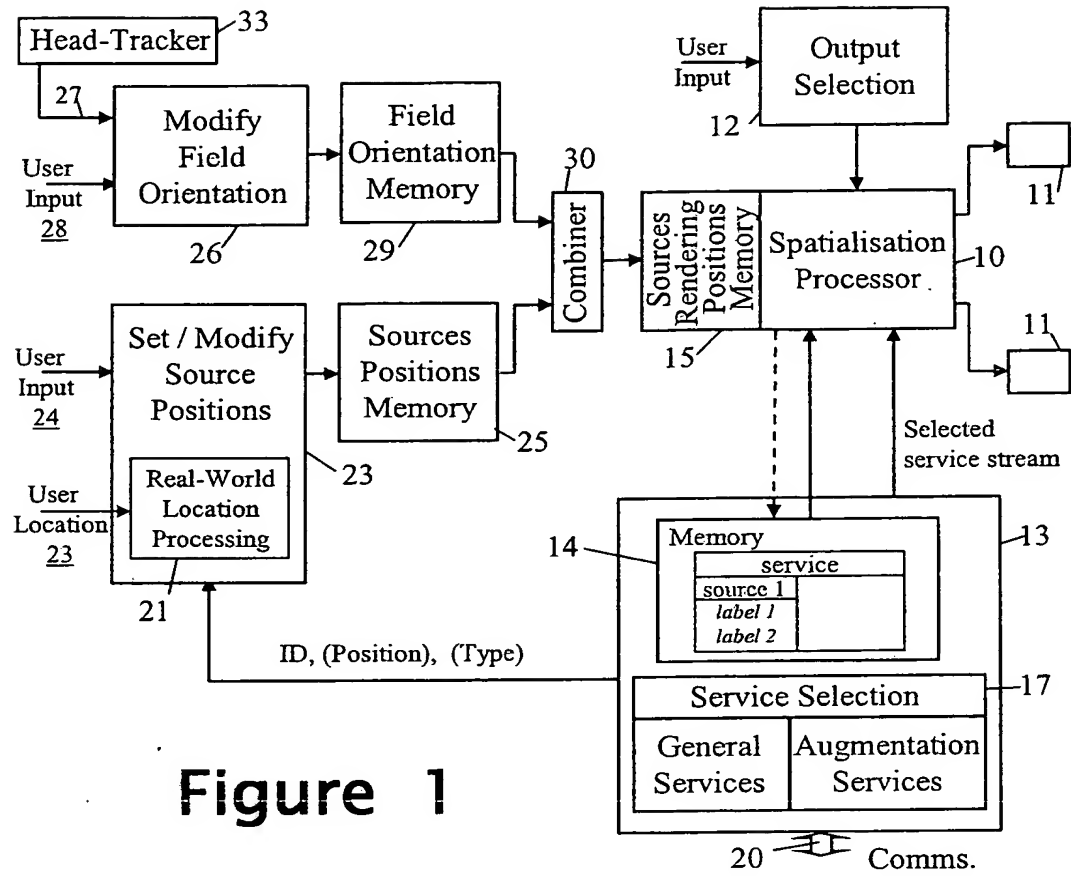 Head-Tracker
33
27
User
Input
28
Modify
Field
Orientation
26
Field
Orientation
Memory
29
User
Input
Output
Selection
12
11
30
Combiner
Sources
Rendering
Positions
Memory
15
Spatialisation
Processor
10
11
User
Input
24
Set / Modify
Source
Positions
23
Sources
Positions
Memory
25
User
Location
23
Real-World
Location
Processing
21
Selected
service stream
13
14
Memory
service
source 1
label 1
label 2
ID, (Position), (Type)
17
Service Selection
General
Services
Augmentation
Services
20
Comms.
Figure 1